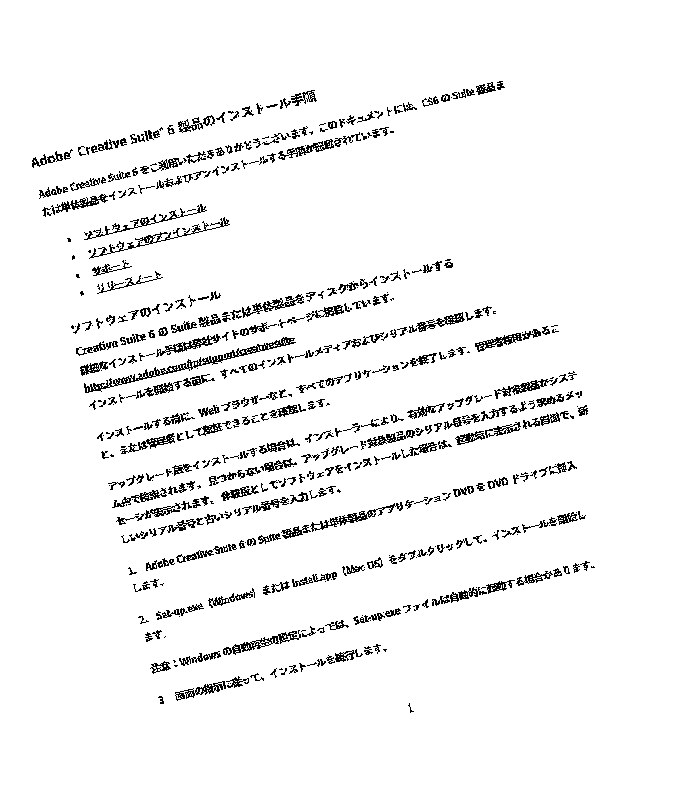 Adobe® Creative Suite® 6 製品のインストール手順
Adobe Creative Suite 6 をご利用いただきありがとうございます。このドキュメントには、CS6 の Suite 製品ま
たは単体製品をインストールおよびアンインストールする手順が記載されています。
• ソフトウェアのインストール
• ソフトウェアのアンインストール
• サポート
• リリースノート
ソフトウェアのインストール
Creative Suite 6 の Suite 製品または単体製品をディスクからインストールする
詳細なインストール手順は弊社サイトのサポートページに掲載しています。
http://www.adobe.com/jp/support/creativesuite
インストールを開始する前に、すべてのインストールメディアおよびシリアル番号を確認します。
インストールする前に、Web ブラウザーなど、すべてのアプリケーションを終了します。管理者権限があるこ
と、または管理者として認証できることを確認します。
アップグレード版をインストールする場合は、インストーラーにより、有効なアップグレード対象製品がシステ
ム内で検索されます。見つからない場合は、アップグレード対象製品のシリアル番号を入力するよう求めるメッ
セージが表示されます。体験版としてソフトウェアをインストールした場合は、起動時に表示される画面で、新
しいシリアル番号と古いシリアル番号を入力します。
1. Adobe Creative Suite 6 の Suite 製品または単体製品のアプリケーション DVD を DVD ドライブに挿入
します。
2. Set-up.exe（Windows）または Install.app（Mac OS）をダブルクリックして、インストールを開始し
ます。
注意：Windows の自動再生の設定によっては、Set-up.exe ファイルは自動的に起動する場合があります。
3 画面の指示に従って、インストールを続行します。
1